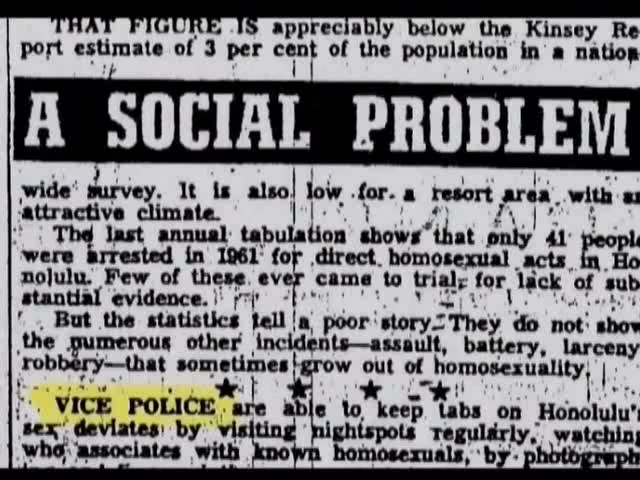 THAT FIGURE IS appreciably below the Kinsey Re-
port estimate of 3 per cent of the population in a nation-
A SOCIAL PROBLEM
wide survey. It is also low for a resort area with an
attractive climate.
The last annual tabulation shows that only 41 people
were arrested in 1961 for direct homosexual acts in Ho-
nolulu. Few of these ever came to trial for lack of sub-
stantial evidence.
But the statistics tell a poor story. They do not show
the numerous other incidents—assault, battery, larceny,
robbery—that sometimes grow out of homosexuality.
VICE POLICE are able to keep tabs on Honolulu's
sex deviates by visiting nightspots regularly, watching
who associates with known homosexuals, by photograph